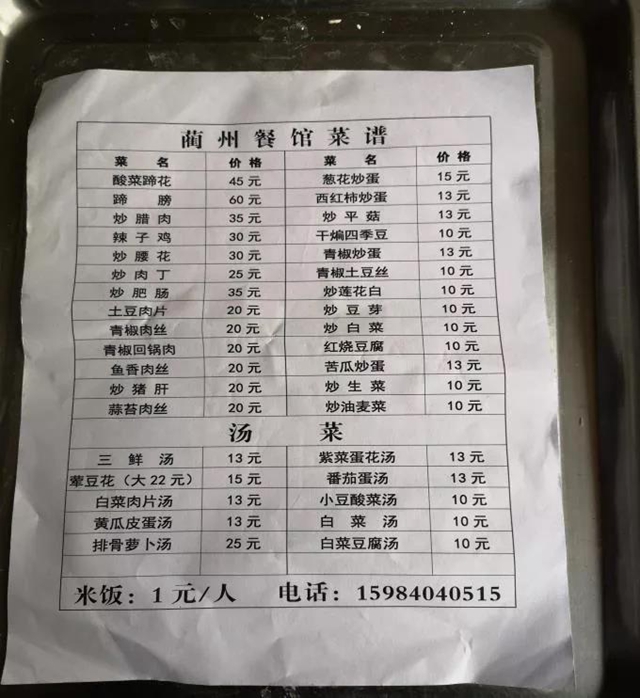 蔺州餐馆菜谱
菜 名 价 格 菜 名 价 格
酸菜蹄花 45元 葱花炒蛋 15元
蹄 膀 60元 西红柿炒蛋 13元
炒 腊 肉 35元 炒 平 菇 13元
辣 子 鸡 30元 干煸四季豆 10元
炒 腰 花 30元 青椒炒蛋 13元
炒 肉 丁 25元 青椒土豆丝 10元
炒 肥 肠 35元 炒莲花白 10元
土豆肉片 20元 炒 豆 芽 10元
青椒肉丝 20元 炒 白 菜 10元
青椒回锅肉 20元 红烧豆腐 10元
鱼香肉丝 20元 苦瓜炒蛋 13元
炒 猪 肝 20元 炒 生 菜 10元
蒜苔肉丝 20元 炒油麦菜 10元
汤 菜
三 鲜 汤 13元 紫菜蛋花汤 13元
荤豆花（大22元） 15元 番茄蛋汤 13元
白菜肉片汤 13元 小豆酸菜汤 10元
黄瓜皮蛋汤 13元 白 菜 汤 10元
排骨萝卜汤 25元 白菜豆腐汤 10元
米饭：1元/人 电话：15984040515